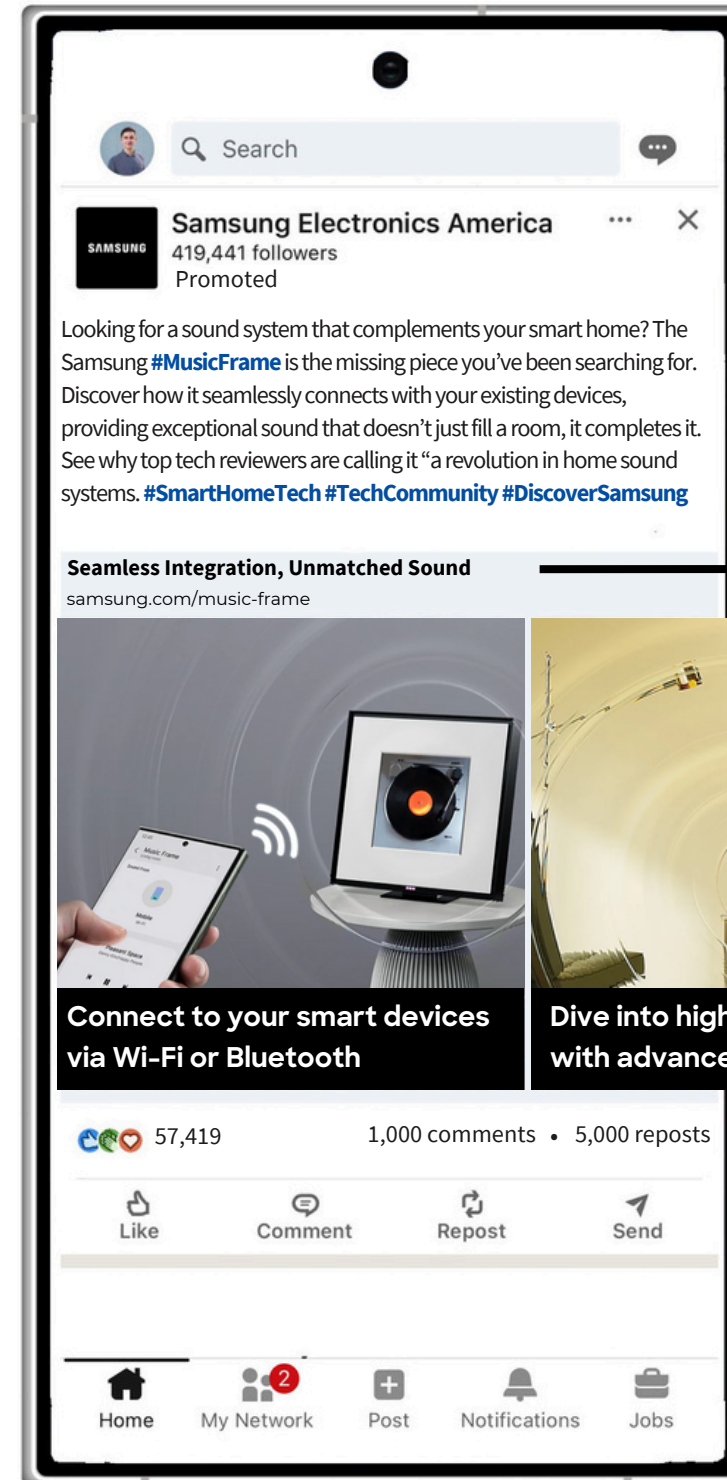 Search
SAMSUNG
Samsung Electronics America
419,441 followers
Promoted
Looking for a sound system that complements your smart home? The
Samsung #MusicFrame is the missing piece you’ve been searching for.
Discover how it seamlessly connects with your existing devices,
providing exceptional sound that doesn’t just fill a room, it completes it.
See why top tech reviewers are calling it “a revolution in home sound
systems. #SmartHomeTech #TechCommunity #DiscoverSamsung
Seamless Integration, Unmatched Sound
samsung.com/music-frame
Music Frame
Mobile
Pleasant Space
Connect to your smart devices
via Wi-Fi or Bluetooth
Dive into high
with advance
57,419
1,000 comments • 5,000 reposts
Like
Comment
Repost
Send
2
Home
My Network
Post
Notifications
Jobs